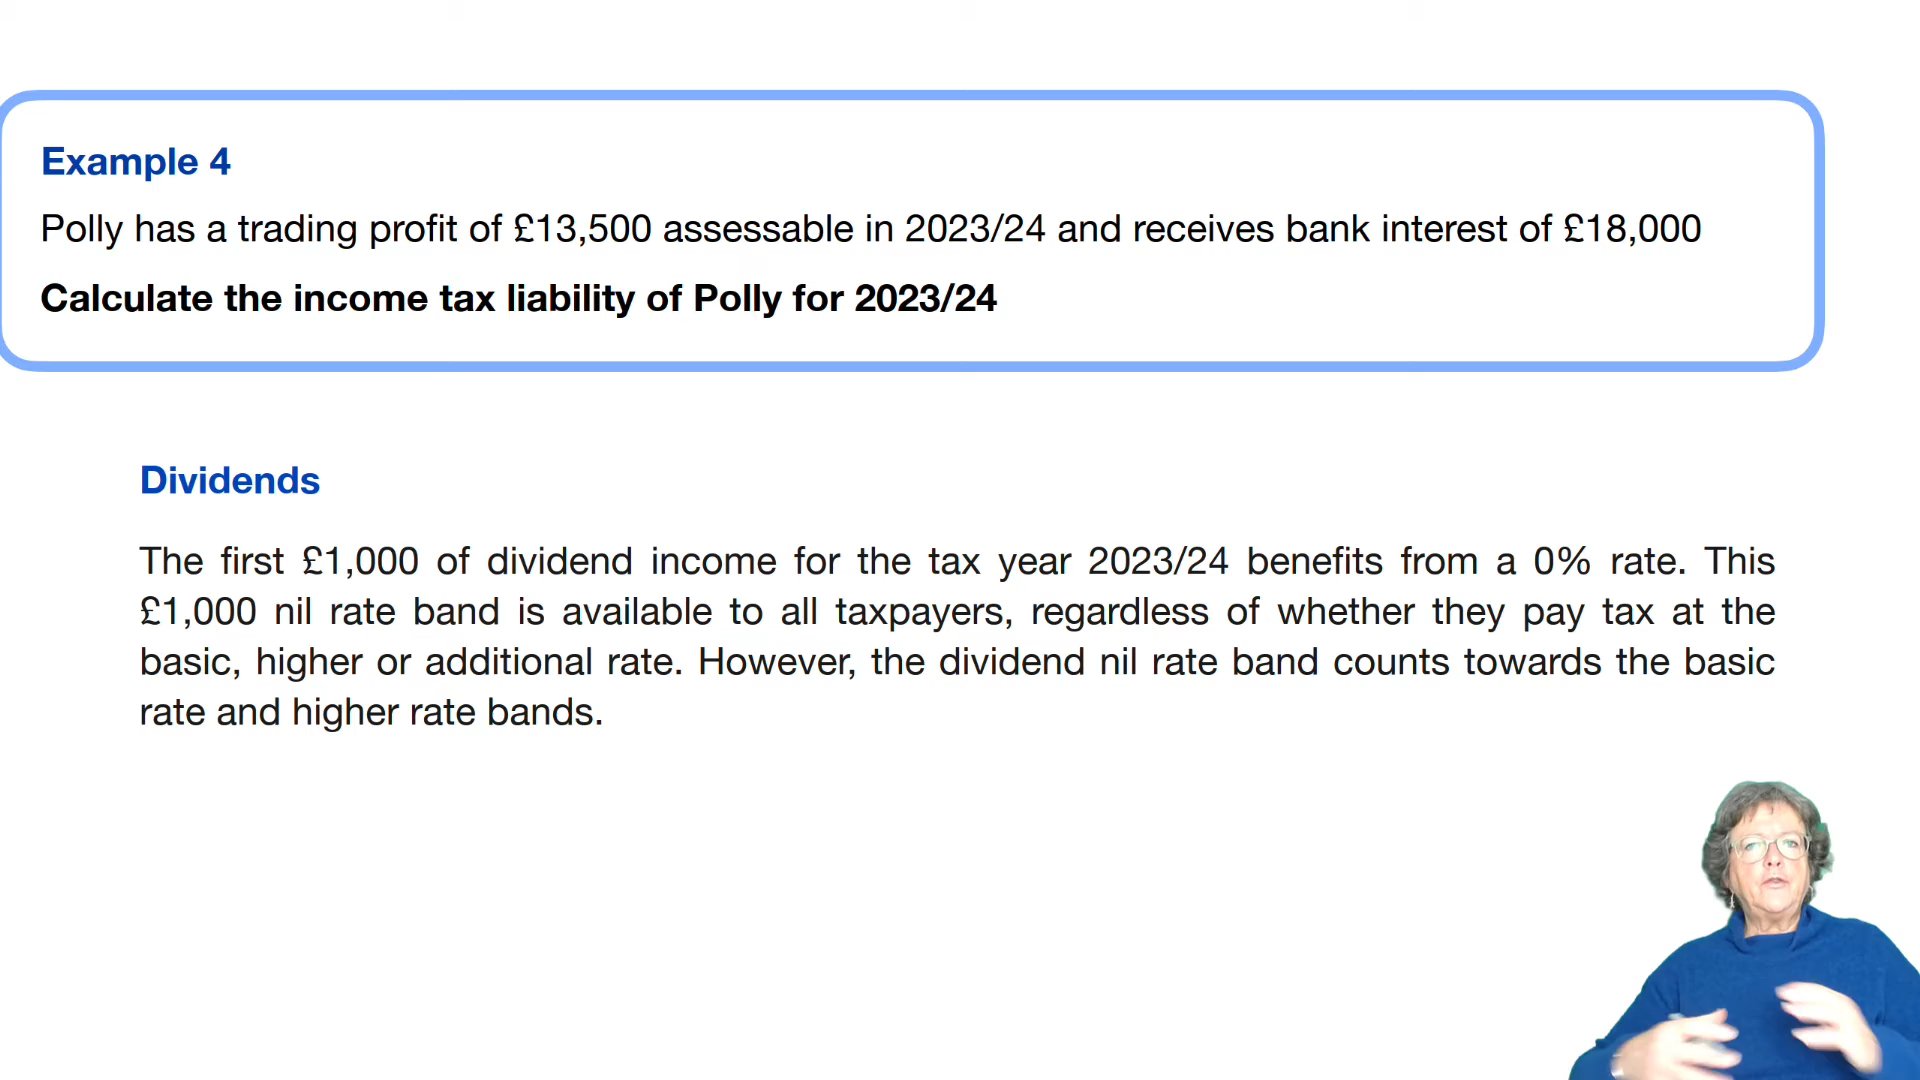 Example 4
Polly has a trading profit of £13,500 assessable in 2023/24 and receives bank interest of £18,000
Calculate the income tax liability of Polly for 2023/24
Dividends
The first £1,000 of dividend income for the tax year 2023/24 benefits from a 0% rate. This
£1,000 nil rate band is available to all taxpayers, regardless of whether they pay tax at the
basic, higher or additional rate. However, the dividend nil rate band counts towards the basic
rate and higher rate bands.